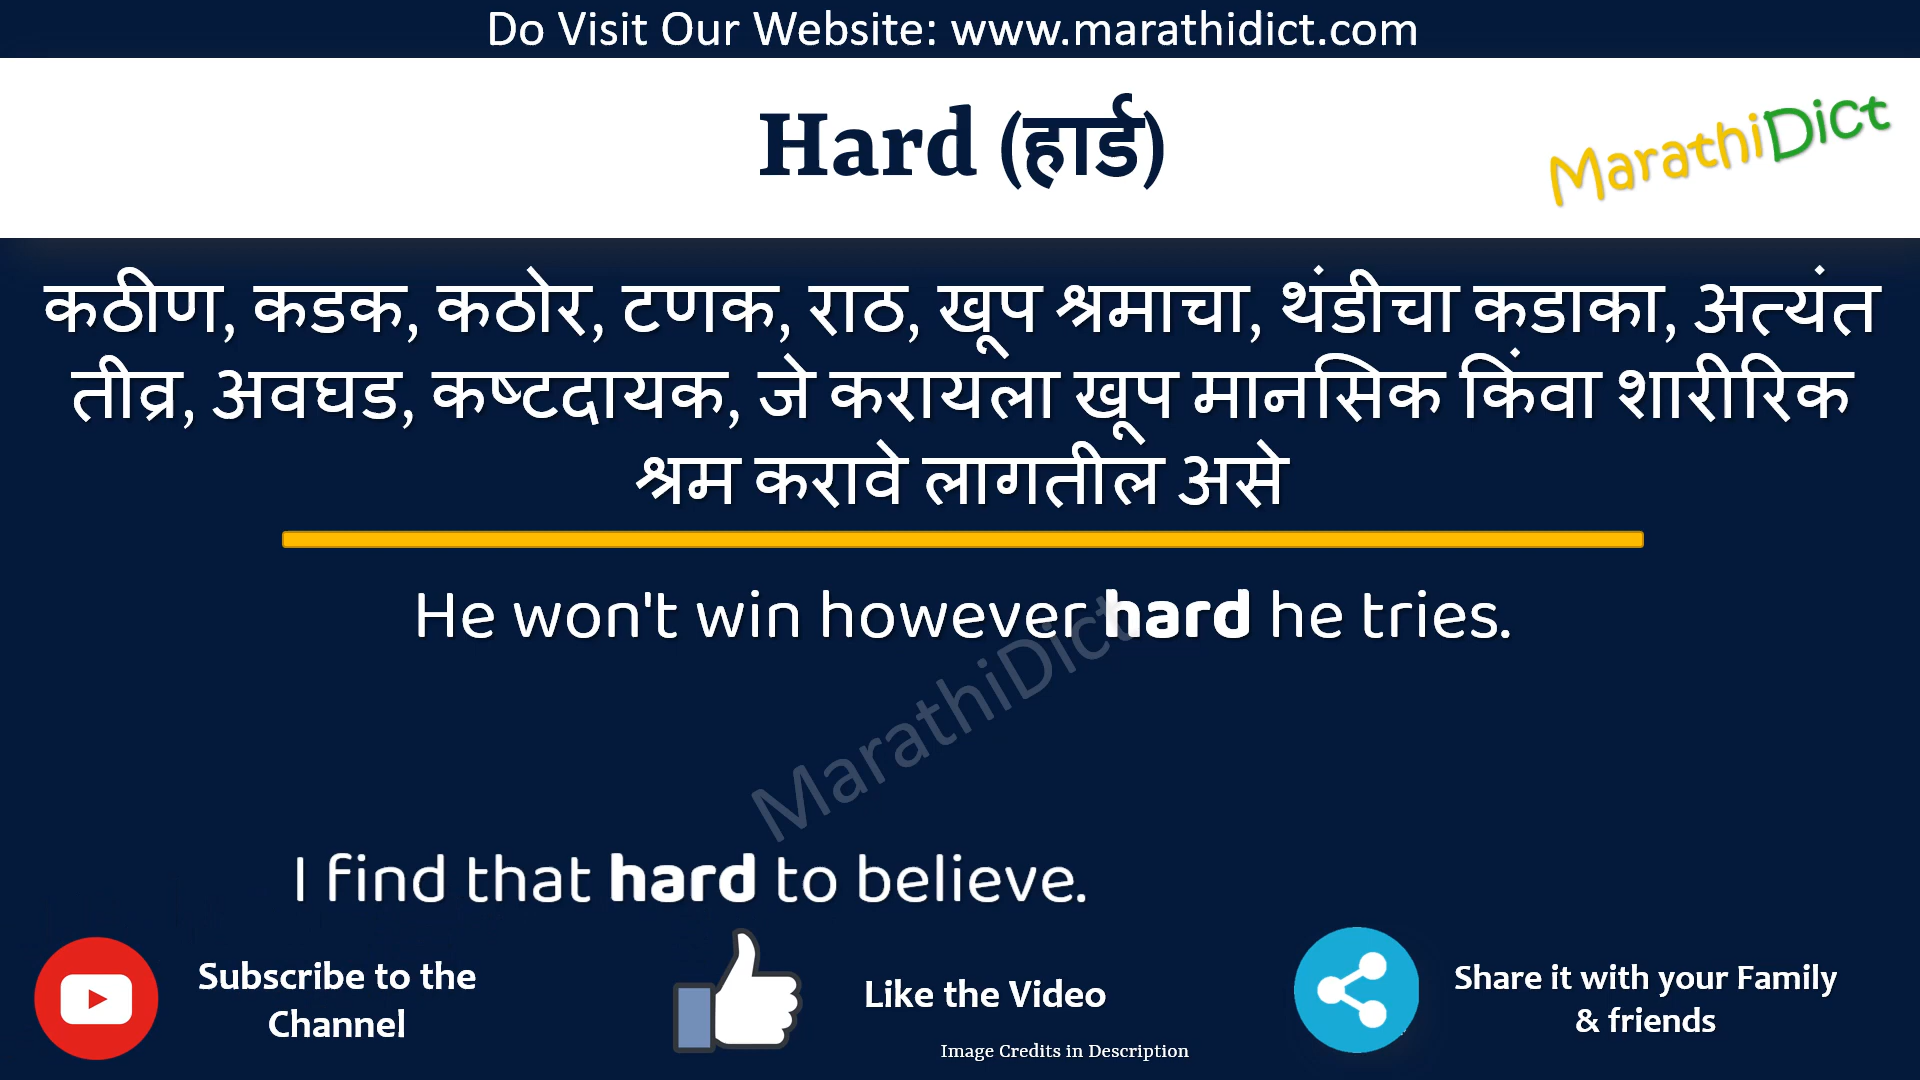 Do Visit Our Website: www.marathidict.com
Hard (हार्ड)
MarathiDict
कठीण, कडक, कठोर, टणक, राठ, खूप श्रमाचा, थंडीचा कडाका, अत्यंत
तीव्र, अवघड, कष्टदायक, जे करायला खूप मानसिक किंवा शारीरिक
श्रम करावे लागतील असे
He won't win however hard he tries.
MarathiDict
I find that hard to believe.
Subscribe to the
Channel
Like the Video
Share it with your Family
& friends
Image Credits in Description